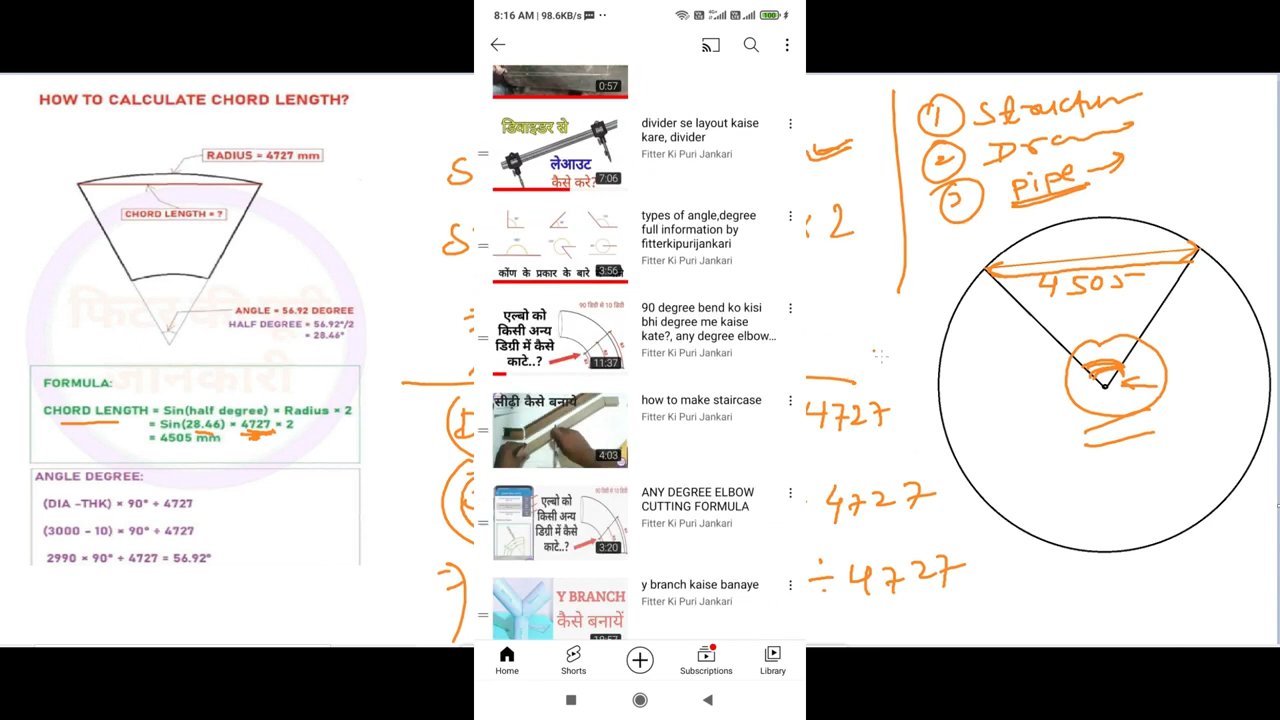 HOW TO CALCULATE CHORD LENGTH?
RADIUS = 4727 mm
CHORD LENGTH = ?
ANGLE = 56.92 DEGREE
HALF DEGREE = 56.92°/2
= 28.46°
जानकारी
FORMULA:
CHORD LENGTH = Sin(half degree) × Radius × 2
= Sin(28.46) × 4727 × 2
= 4505 mm
ANGLE DEGREE:
(DIA -THK) × 90° ÷ 4727
(3000 - 10) × 90° ÷ 4727
2990 × 90° ÷ 4727 = 56.92°
8:16 AM | 98.6KB/s
100
0:57
डिवाइडर से
लेआउट
कैसे करे?
7:06
divider se layout kaise
kare, divider
Fitter Ki Puri Jankari
कोंण के प्रकार के बारे
3:56
types of angle,degree
full information by
fitterkipurijankari
Fitter Ki Puri Jankari
90 डिग्री से 10 डिग्री
एल्बो को
किसी अन्य
डिग्री में कैसे
काटे..?
11:37
90 degree bend ko kisi
bhi degree me kaise
kate?, any degree elbow...
Fitter Ki Puri Jankari
सीढ़ी कैसे बनाये
4:03
how to make staircase
Fitter Ki Puri Jankari
एल्बो को
किसी अन्य
डिग्री में कैसे
काटे..?
3:20
ANY DEGREE ELBOW
CUTTING FORMULA
Fitter Ki Puri Jankari
Y BRANCH
कैसे बनायें
y branch kaise banaye
Fitter Ki Puri Jankari
Home
Shorts
Subscriptions
Library
2
4727
4727
÷ 4727
1 Structur
2 Dram
3 pipe
4505